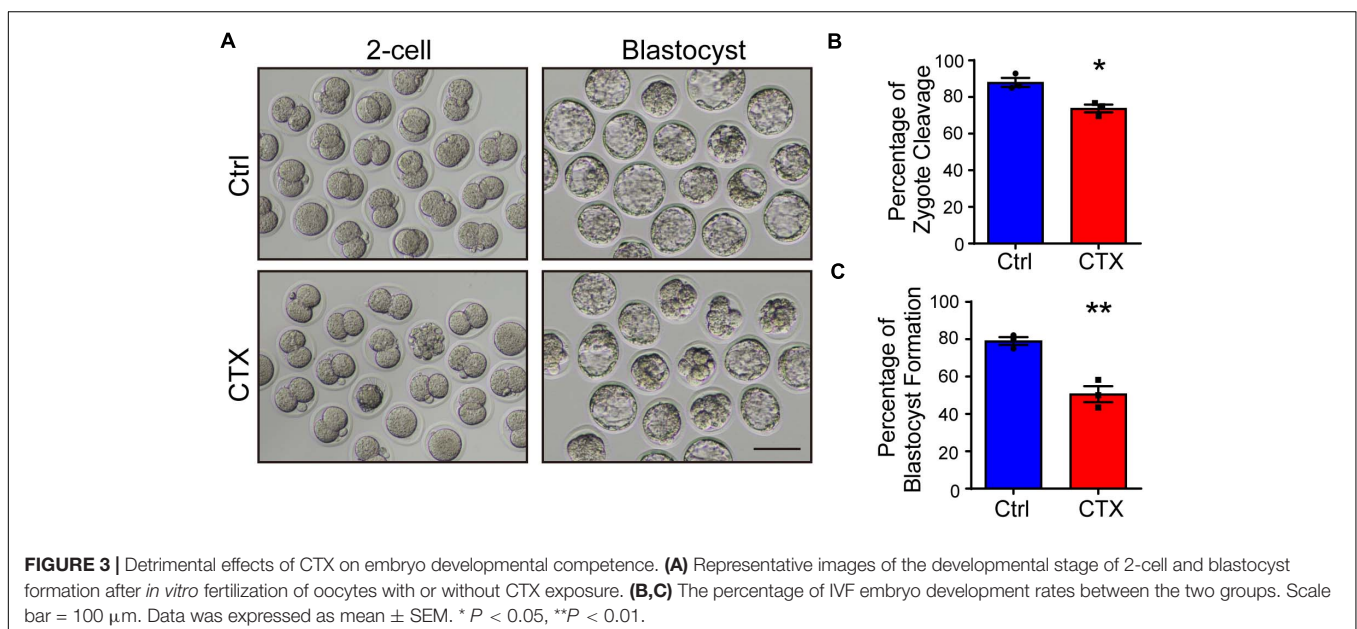 A
2-cell
Blastocyst
Ctrl
CTX
B
Percentage of
Zygote Cleavage
100
80
60
40
20
0
*
Ctrl
CTX
C
Percentage of
Blastocyst Formation
100
80
60
40
20
0
**
Ctrl
CTX
FIGURE 3 | Detrimental effects of CTX on embryo developmental competence. (A) Representative images of the developmental stage of 2-cell and blastocyst
formation after in vitro fertilization of oocytes with or without CTX exposure. (B,C) The percentage of IVF embryo development rates between the two groups. Scale
bar = 100 μm. Data was expressed as mean ± SEM. * P < 0.05, **P < 0.01.